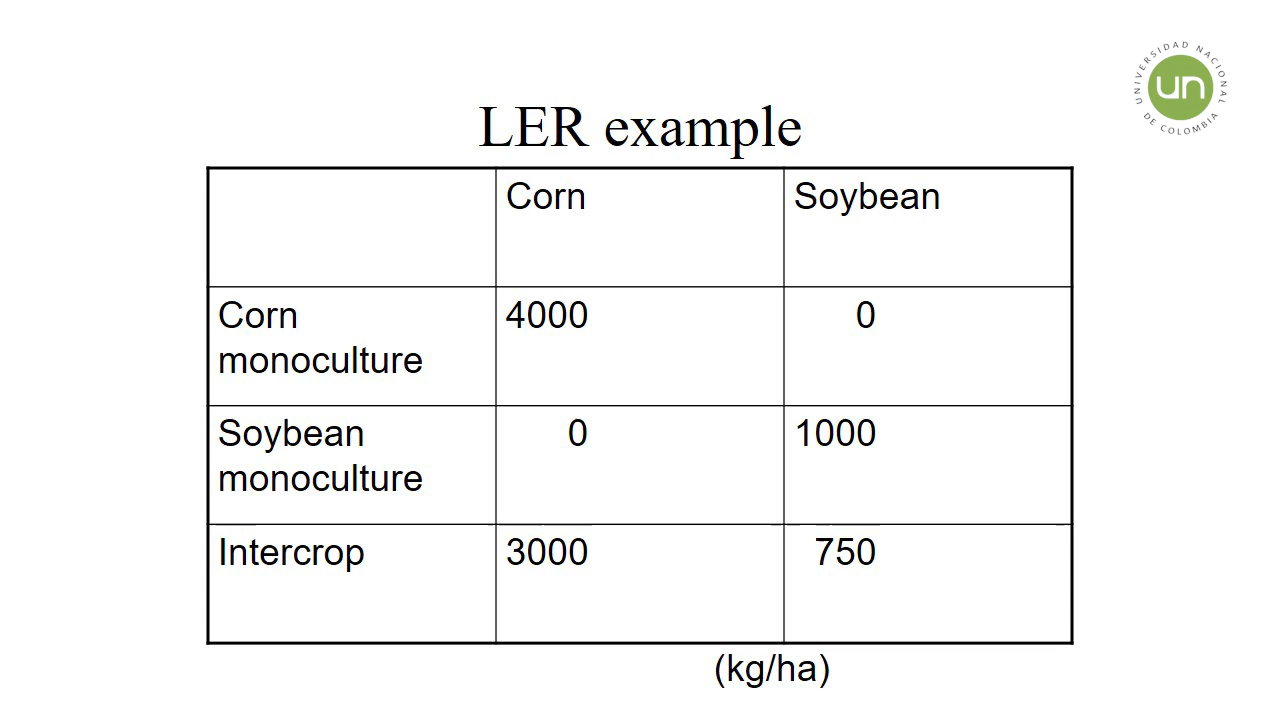 UNIVERSIDAD NACIONAL
DE COLOMBIA
un
LER example
Corn Soybean
Corn
monoculture 4000 0
Soybean
monoculture 0 1000
Intercrop 3000 750
(kg/ha)